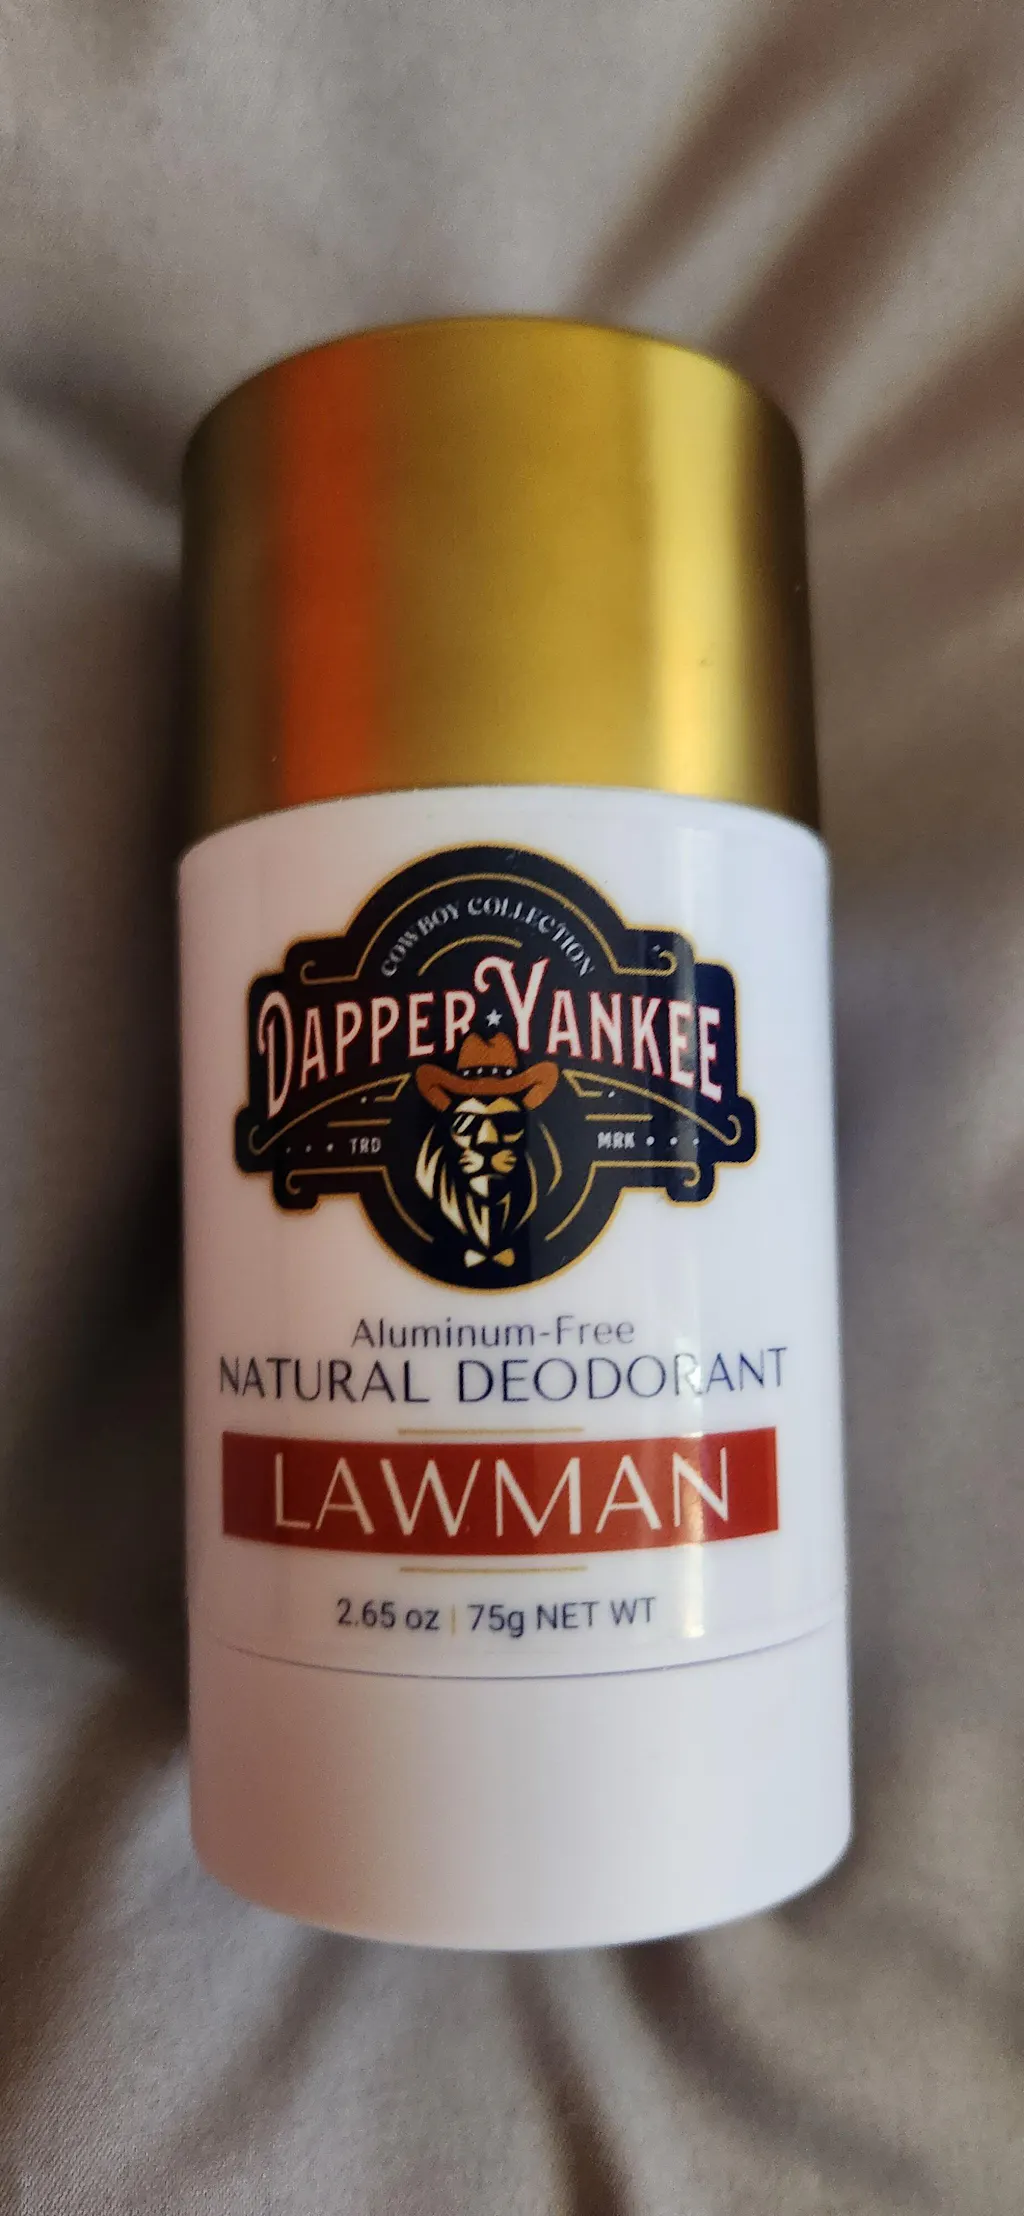 COWBOY COLLECTION
DAPPER YANKEE
TRD MRK
Aluminum-Free
NATURAL DEODORANT
LAWMAN
2.65 oz | 75g NET WT